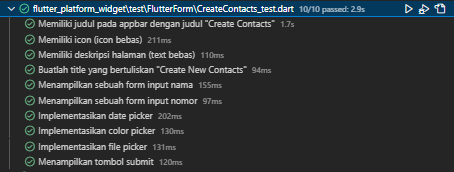 flutter_platform_widget\test\FlutterForm\CreateContacts_test.dart 10/10 passed: 2.9s
Memiliki judul pada appbar dengan judul "Create Contacts" 1.7s
Memiliki icon (icon bebas) 211ms
Memiliki deskripsi halaman (text bebas) 110ms
Buatlah title yang bertuliskan "Create New Contacts" 94ms
Menampilkan sebuah form input nama 155ms
Menampilkan sebuah form input nomor 97ms
Implementasikan date picker 202ms
Implementasikan color picker 130ms
Implementasikan file picker 131ms
Menampilkan tombol submit 120ms